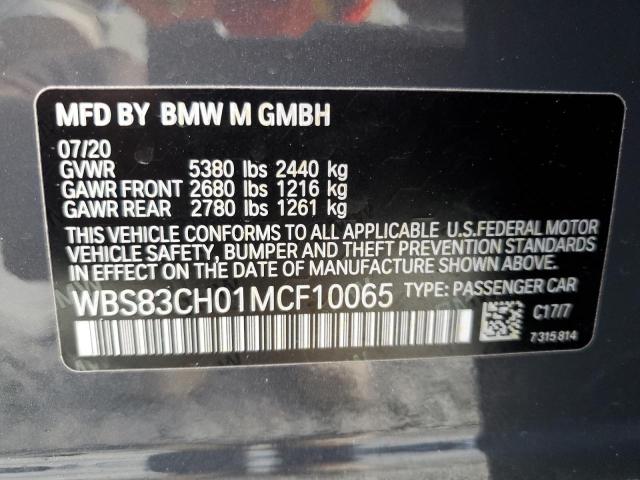 MFD BY BMW M GMBH
07/20
GVWR 5380 lbs 2440 kg
GAWR FRONT 2680 lbs 1216 kg
GAWR REAR 2780 lbs 1261 kg
THIS VEHICLE CONFORMS TO ALL APPLICABLE U.S.FEDERAL MOTOR
VEHICLE SAFETY, BUMPER AND THEFT PREVENTION STANDARDS
IN EFFECT ON THE DATE OF MANUFACTURE SHOWN ABOVE.
WBS83CH01MCF10065 TYPE: PASSENGER CAR
C17/7
7315814